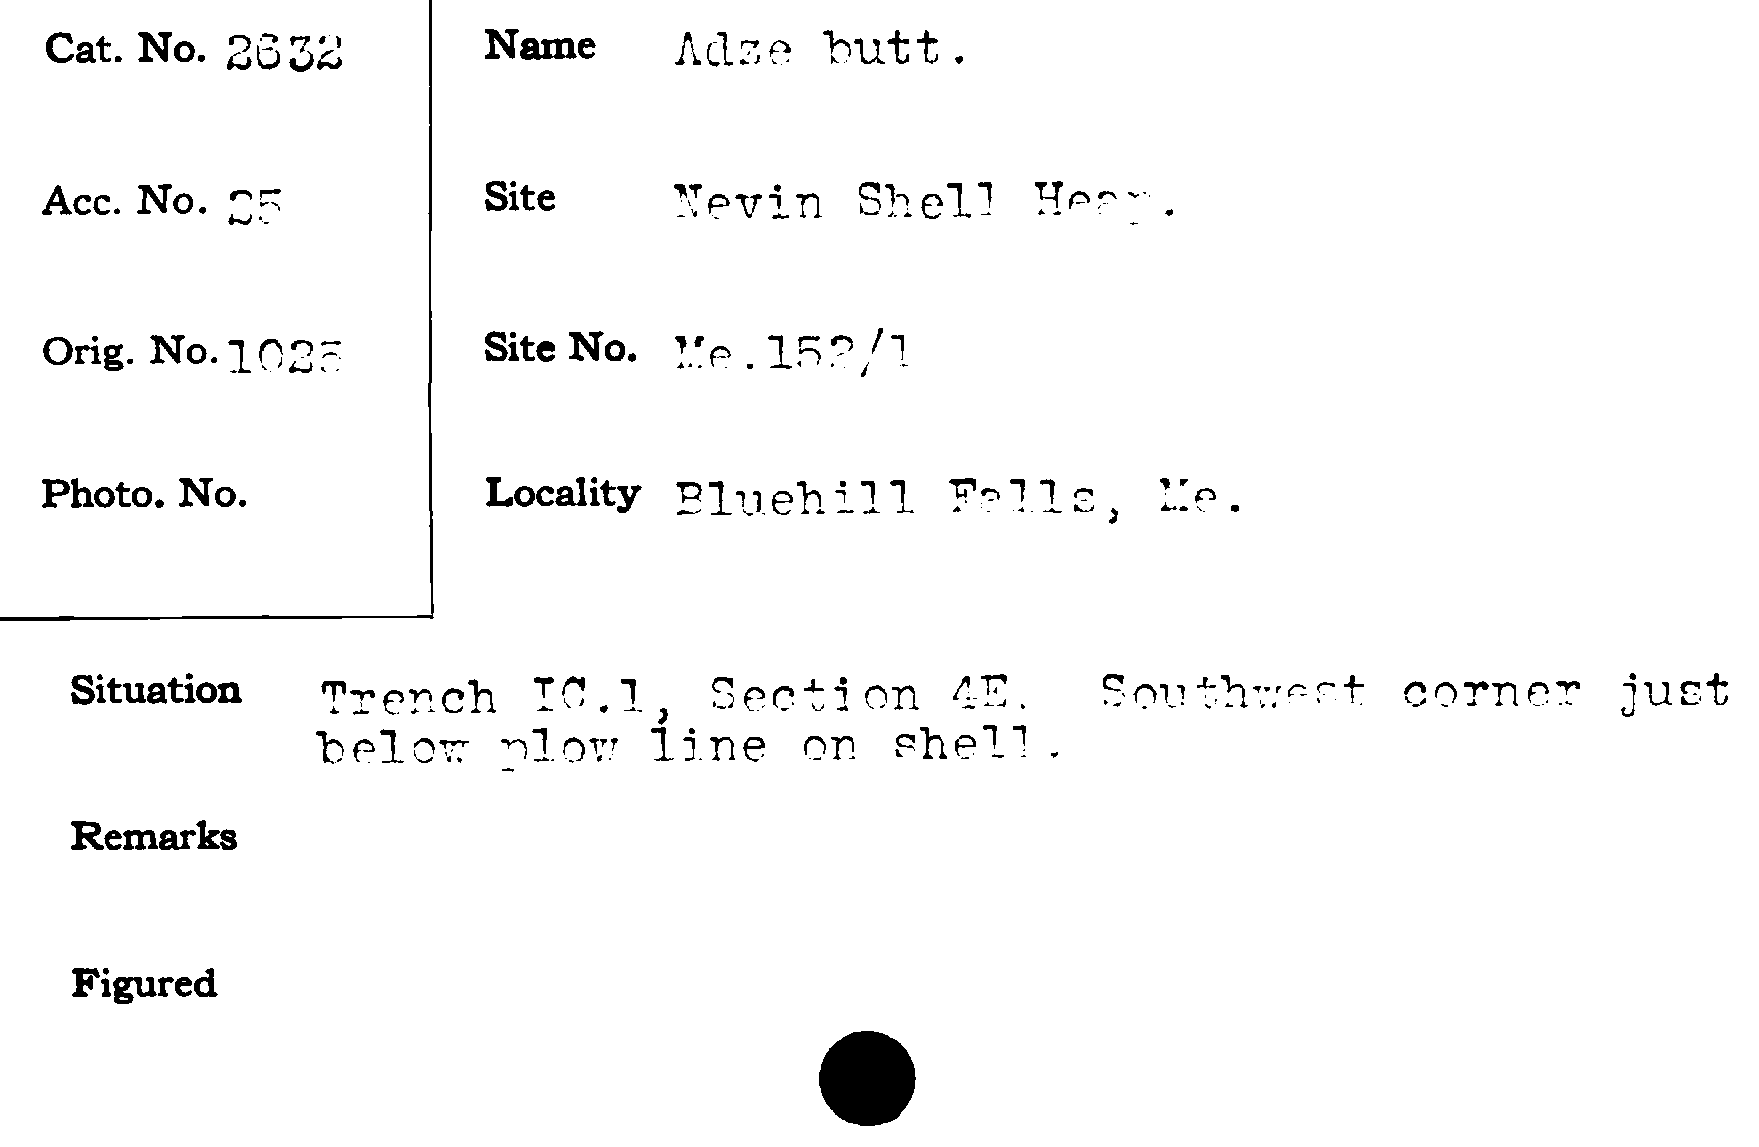 Cat. No. 2632
Name Adze butt.
Acc. No. 25
Site Nevin Shell Heap.
Orig. No. 1025
Site No. Me.152/1
Photo. No.
Locality Bluehill Falls, Me.
Situation Trench IC.1, Section 4E. Southwest corner just
below plow line on shell.
Remarks
Figured